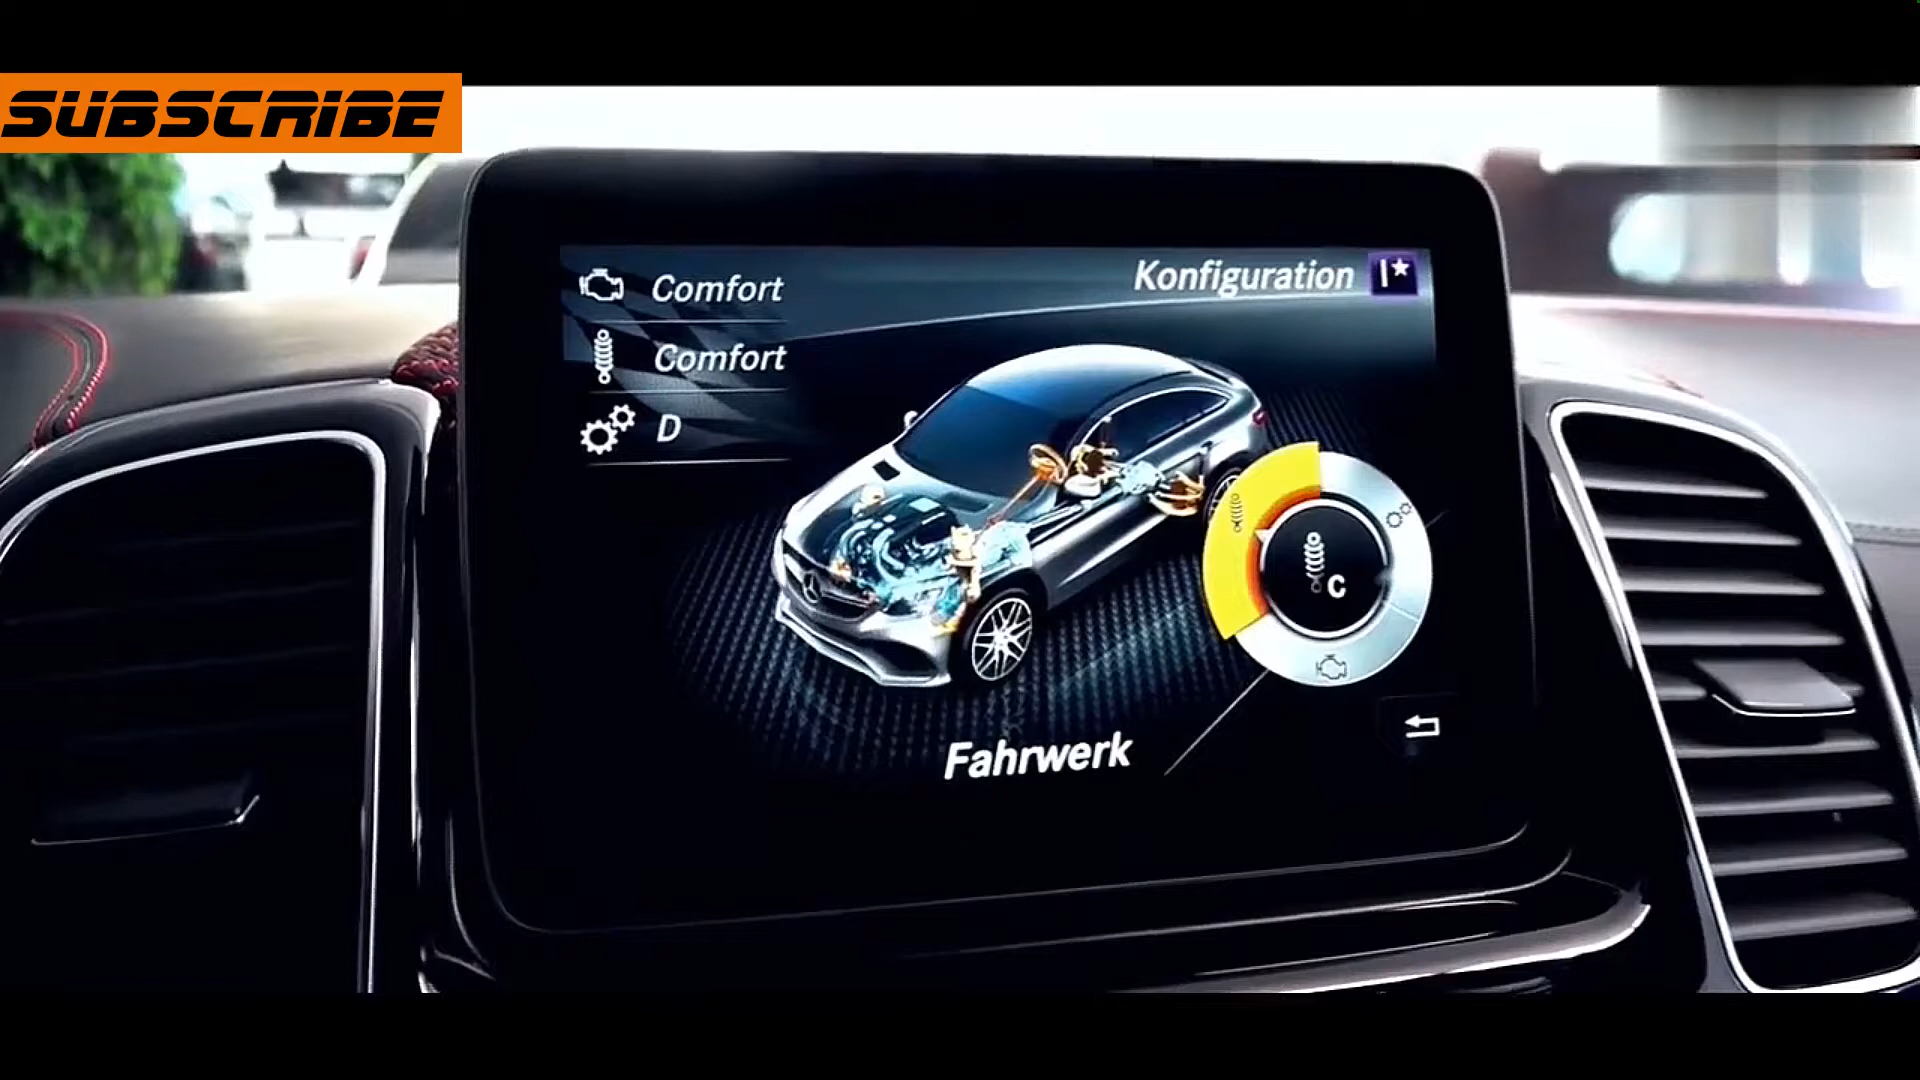 SUBSCRIBE
Comfort
Konfiguration I*
Comfort
D
C
Fahrwerk